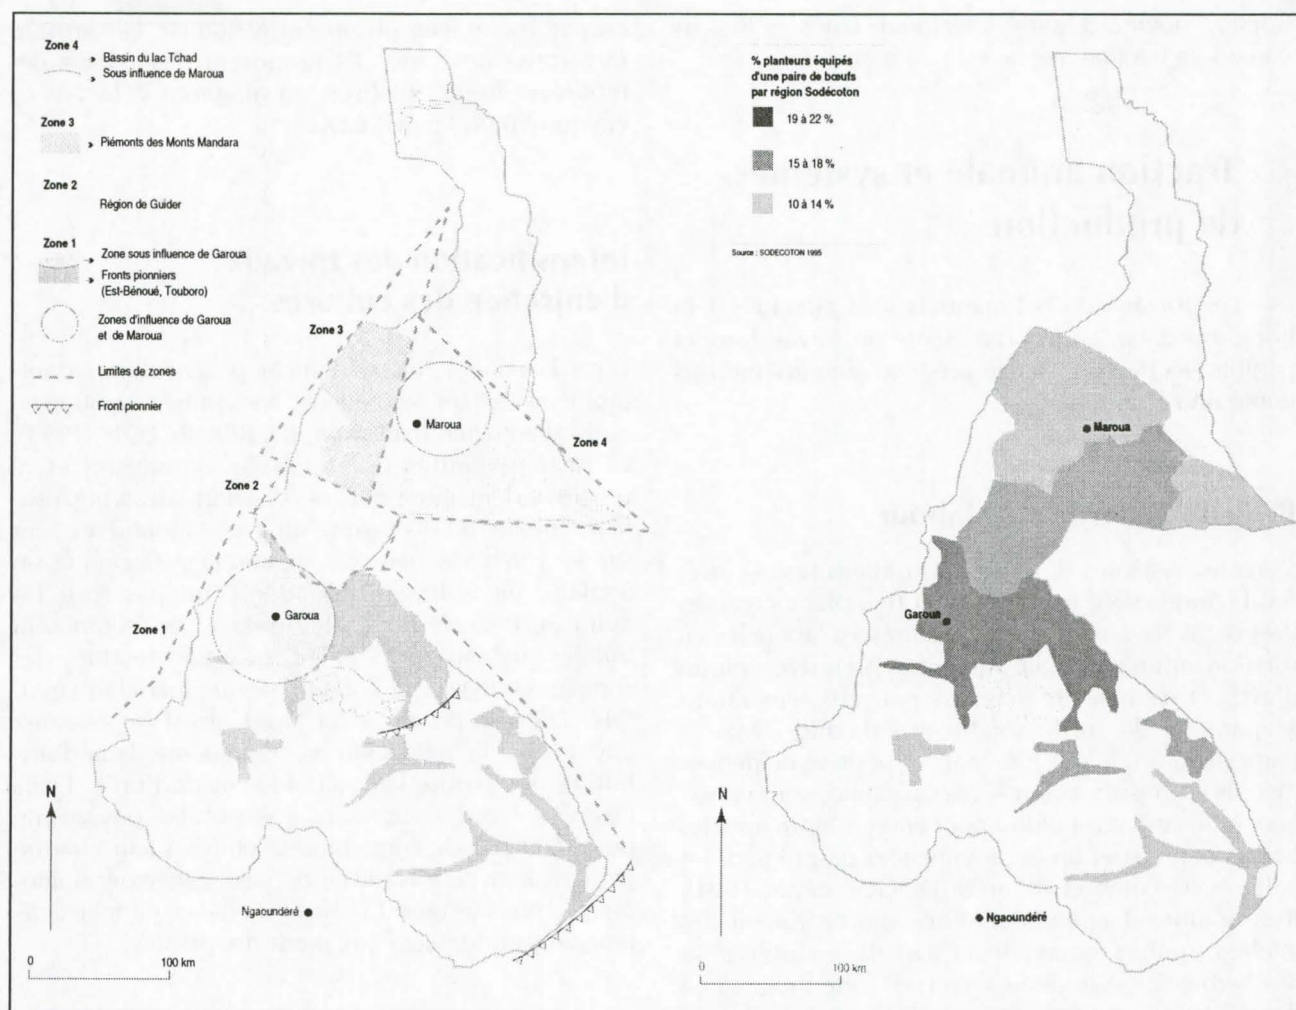 Zone 4
Bassin du lac Tchad
Sous influence de Maroua
Zone 3
Piémonts des Monts Mandara
Zone 2
Région de Guider
Zone 1
Zone sous influence de Garoua
Fronts pionniers
(Est-Bénoué, Touboro)
Zones d'influence de Garoua
et de Maroua
Limites de zones
Front pionnier
Zone 3
Maroua
Zone 4
Zone 2
Garoua
Zone 1
N
Ngaoundéré
0
100 km
% planteurs équipés
d'une paire de bœufs
par région Sodécoton
19 à 22 %
15 à 18 %
10 à 14 %
Source : SODECOTON 1995
Maroua
Garoua
N
Ngaoundéré
0
100 km